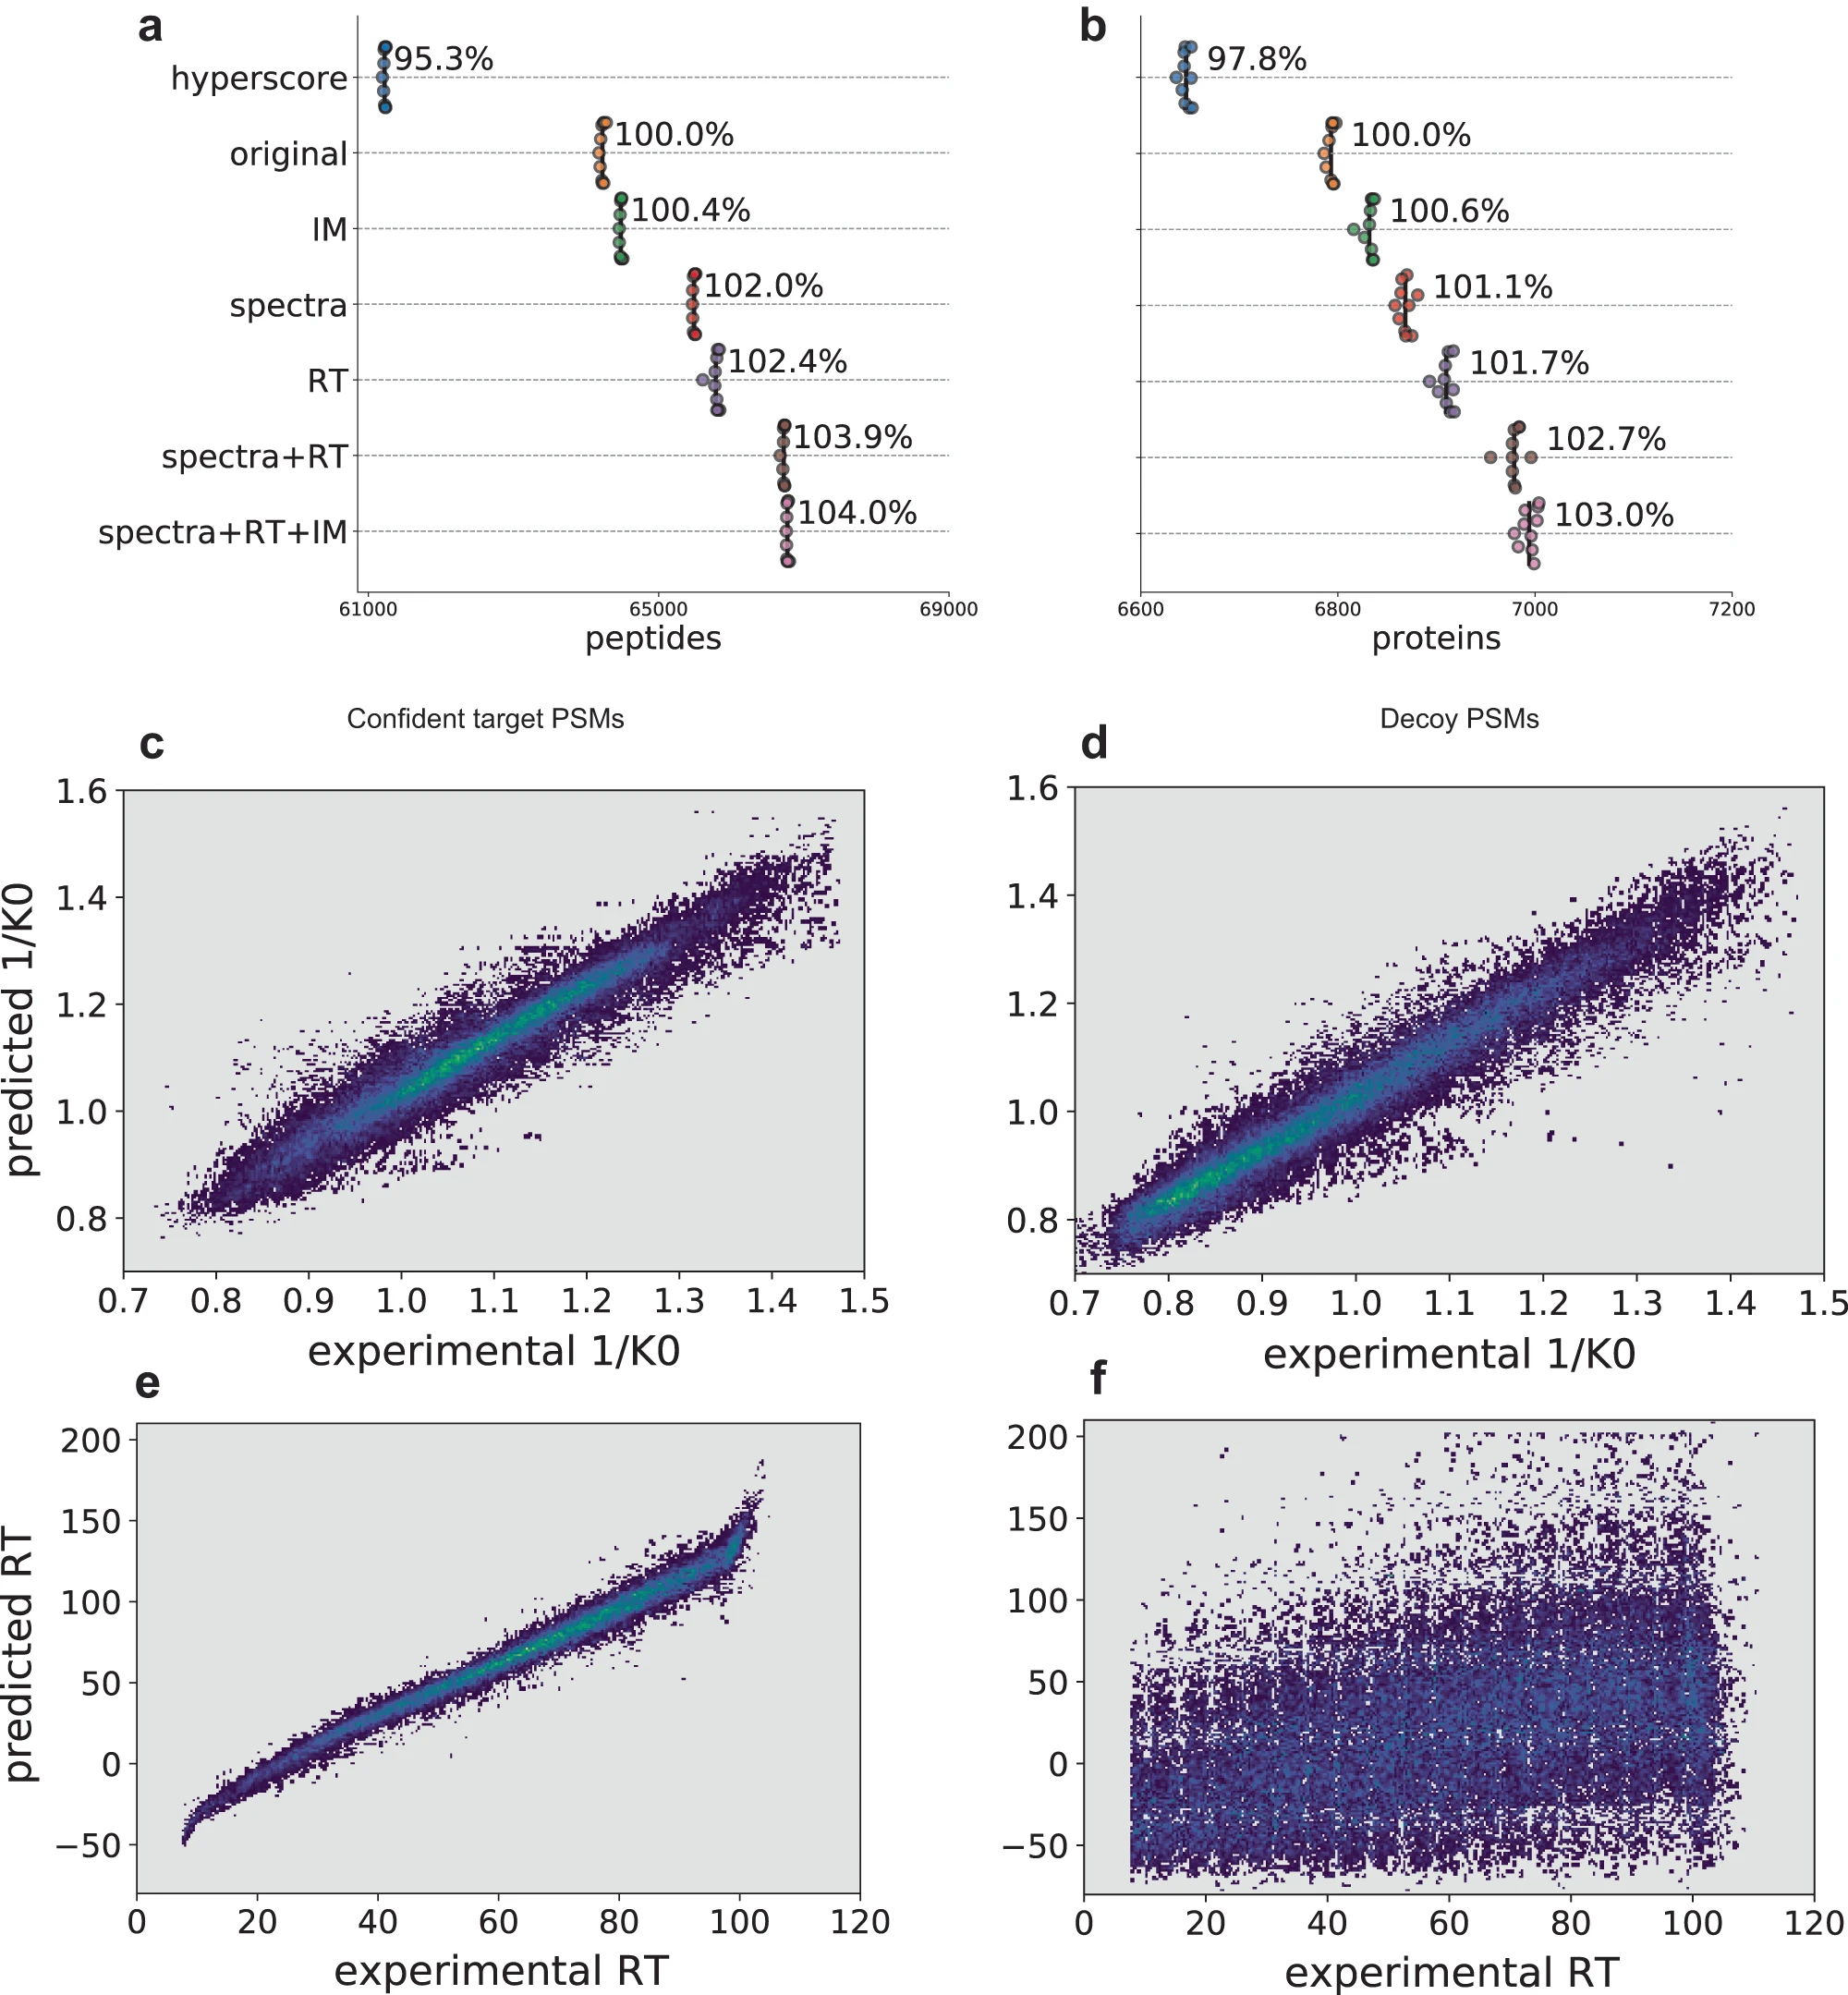 a
hyperscore
95.3%
original
100.0%
IM
100.4%
spectra
102.0%
RT
102.4%
spectra+RT
103.9%
spectra+RT+IM
104.0%
61000 65000 69000
peptides
b
97.8%
100.0%
100.6%
101.1%
101.7%
102.7%
103.0%
6600 6800 7000 7200
proteins
Confident target PSMs
c
predicted 1/K0
1.6
1.4
1.2
1.0
0.8
0.7 0.8 0.9 1.0 1.1 1.2 1.3 1.4 1.5
experimental 1/K0
Decoy PSMs
d
1.6
1.4
1.2
1.0
0.8
0.7 0.8 0.9 1.0 1.1 1.2 1.3 1.4 1.5
experimental 1/K0
e
predicted RT
200
150
100
50
0
−50
0 20 40 60 80 100 120
experimental RT
f
200
150
100
50
0
−50
0 20 40 60 80 100 120
experimental RT